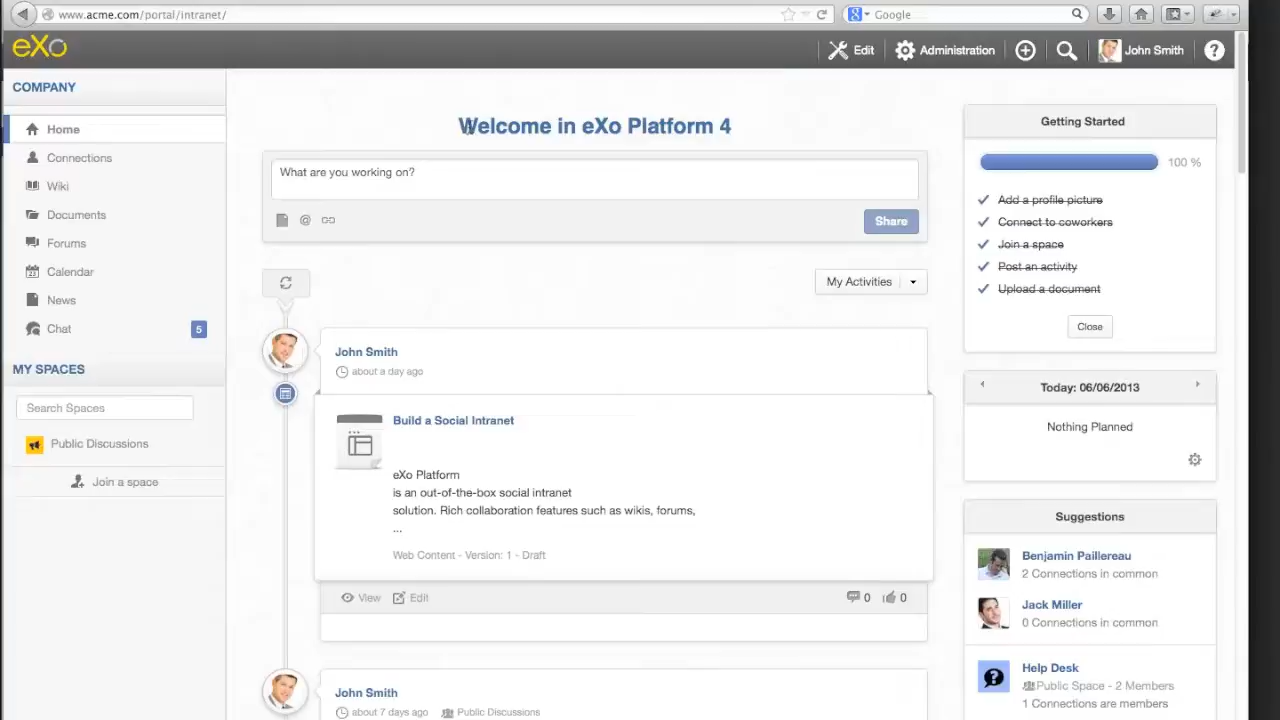 www.acme.com/portal/intranet/
Google
eXo
Edit
Administration
John Smith
COMPANY
Home
Connections
Wiki
Documents
Forums
Calendar
News
Chat
5
MY SPACES
Search Spaces
Public Discussions
Join a space
Welcome in eXo Platform 4
What are you working on?
@
Share
My Activities
John Smith
about a day ago
Build a Social Intranet
eXo Platform
is an out-of-the-box social intranet
solution. Rich collaboration features such as wikis, forums,
...
Web Content - Version: 1 - Draft
View
Edit
0
0
John Smith
about 7 days ago
Public Discussions
Getting Started
100 %
Add a profile picture
Connect to coworkers
Join a space
Post an activity
Upload a document
Close
Today: 06/06/2013
Nothing Planned
Suggestions
Benjamin Paillereau
2 Connections in common
Jack Miller
0 Connections in common
Help Desk
Public Space - 2 Members
1 Connections are members